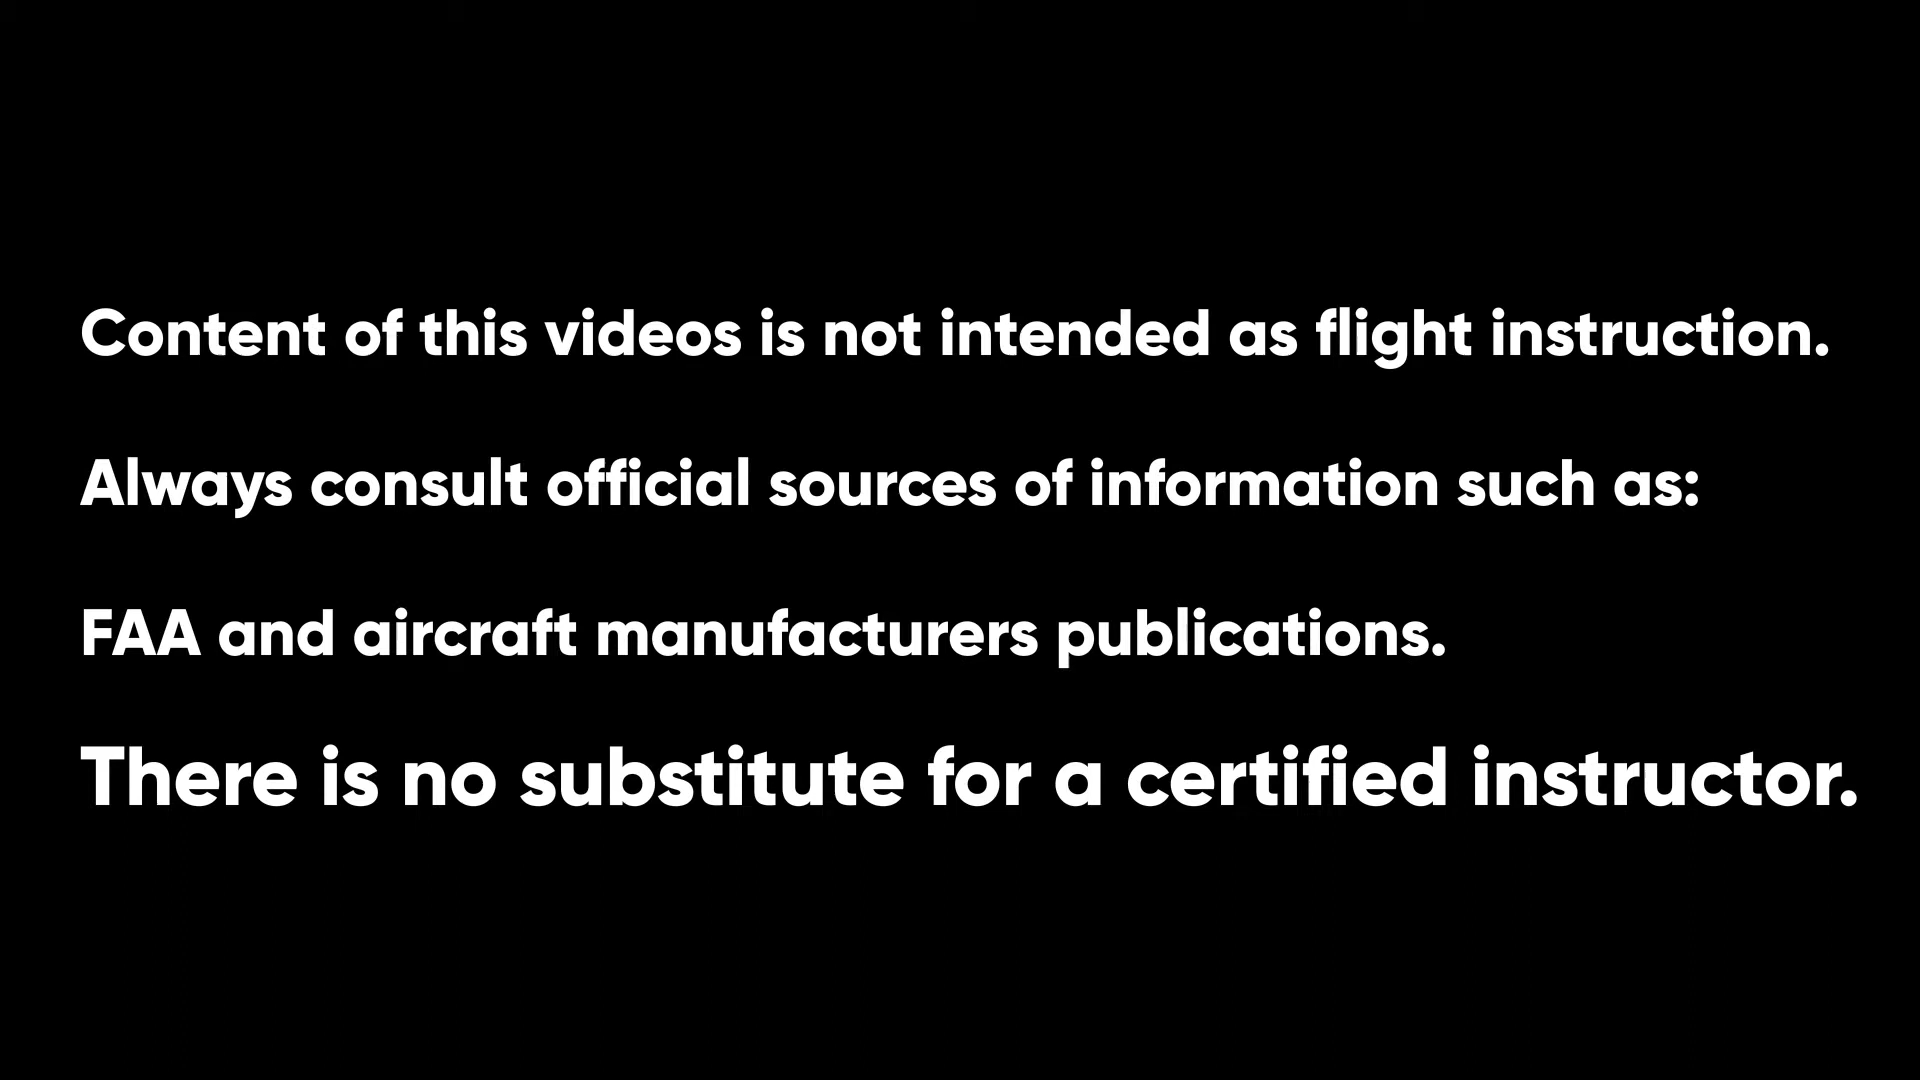 Content of this videos is not intended as flight instruction.
Always consult official sources of information such as:
FAA and aircraft manufacturers publications.
There is no substitute for a certified instructor.